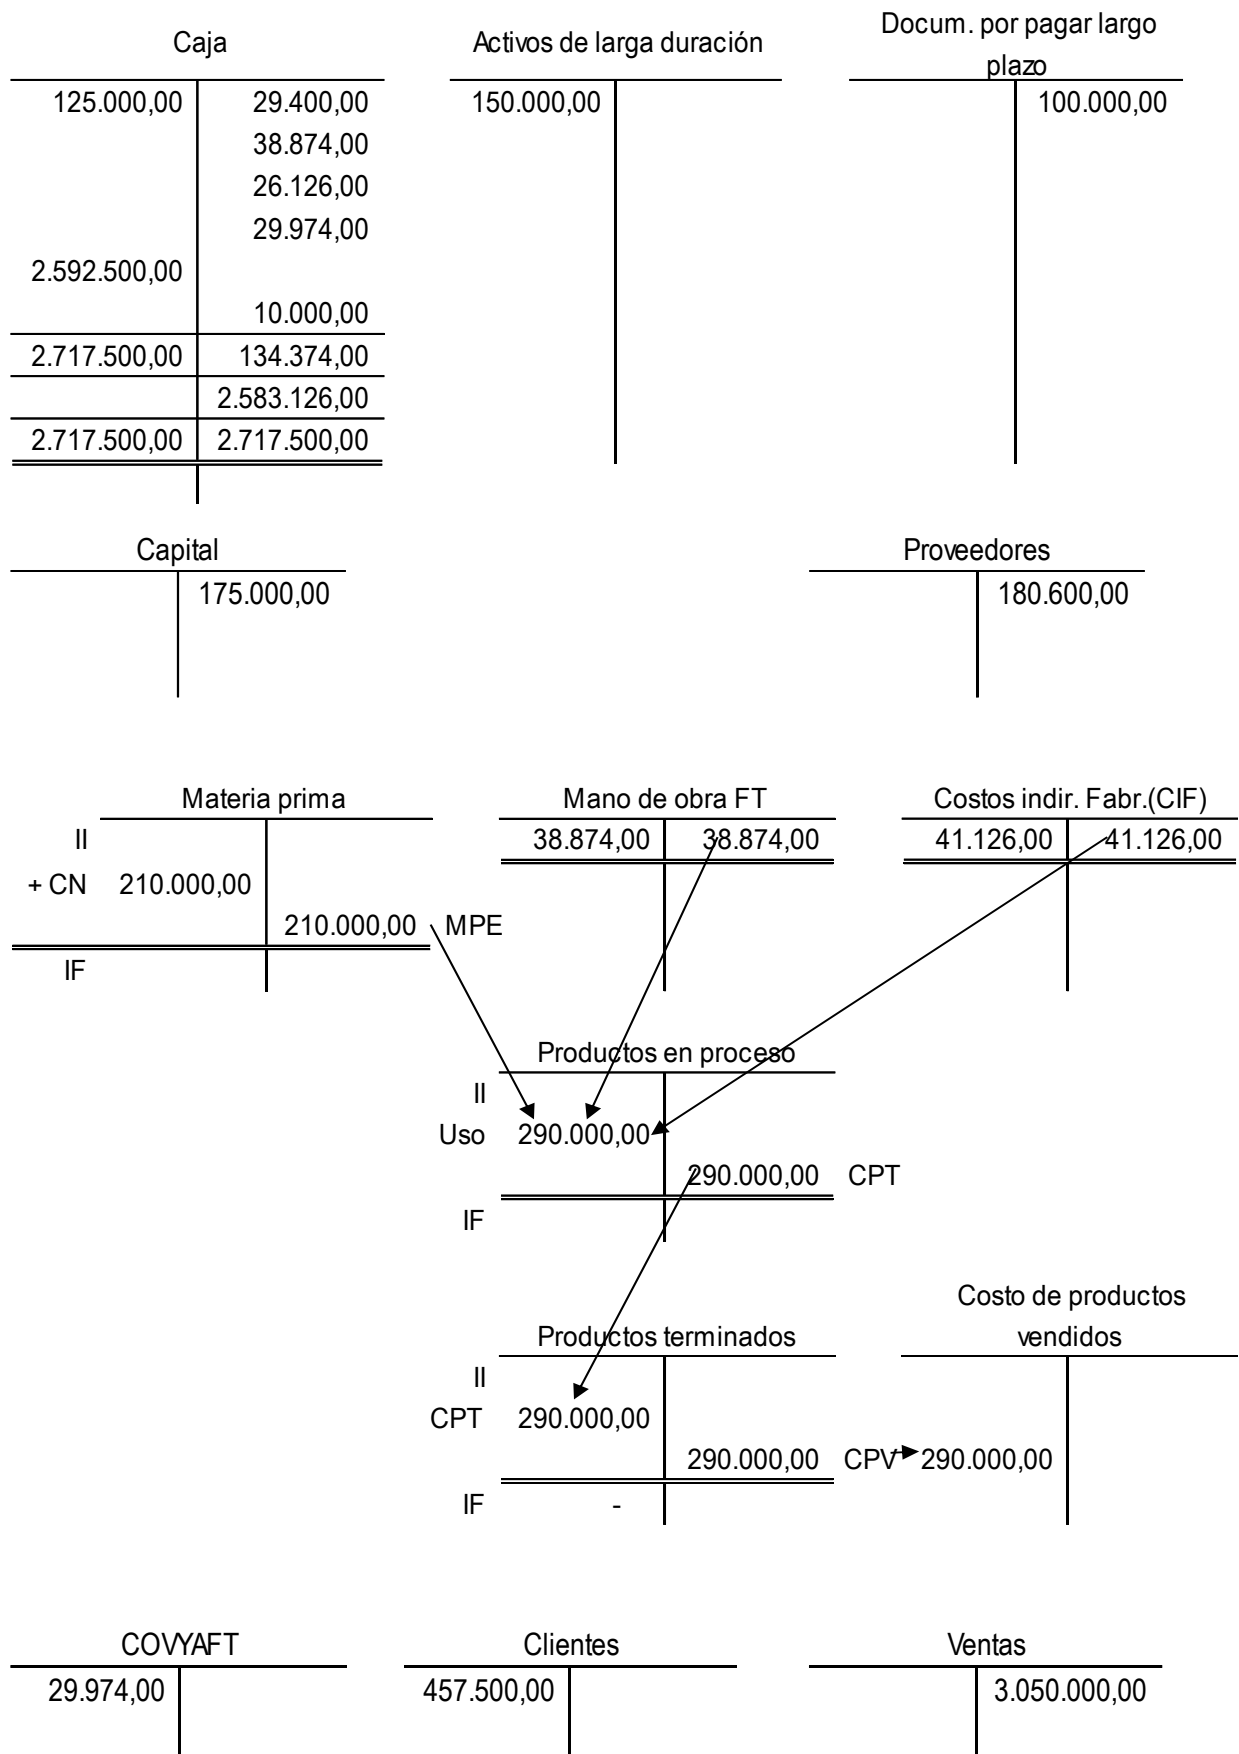 Caja
125.000,00 29.400,00
38.874,00
26.126,00
29.974,00
2.592.500,00
10.000,00
2.717.500,00 134.374,00
2.583.126,00
2.717.500,00 2.717.500,00
Activos de larga duración
150.000,00
Docum. por pagar largo
plazo
100.000,00
Capital
175.000,00
Proveedores
180.600,00
Materia prima
II
+ CN 210.000,00
210.000,00 MPE
IF
Mano de obra FT
38.874,00 38.874,00
Costos indir. Fabr.(CIF)
41.126,00 41.126,00
Productos en proceso
II
Uso 290.000,00
290.000,00 CPT
IF
Productos terminados
II
CPT 290.000,00
290.000,00 CPV
IF -
Costo de productos
vendidos
290.000,00
COVYAFT
29.974,00
Clientes
457.500,00
Ventas
3.050.000,00